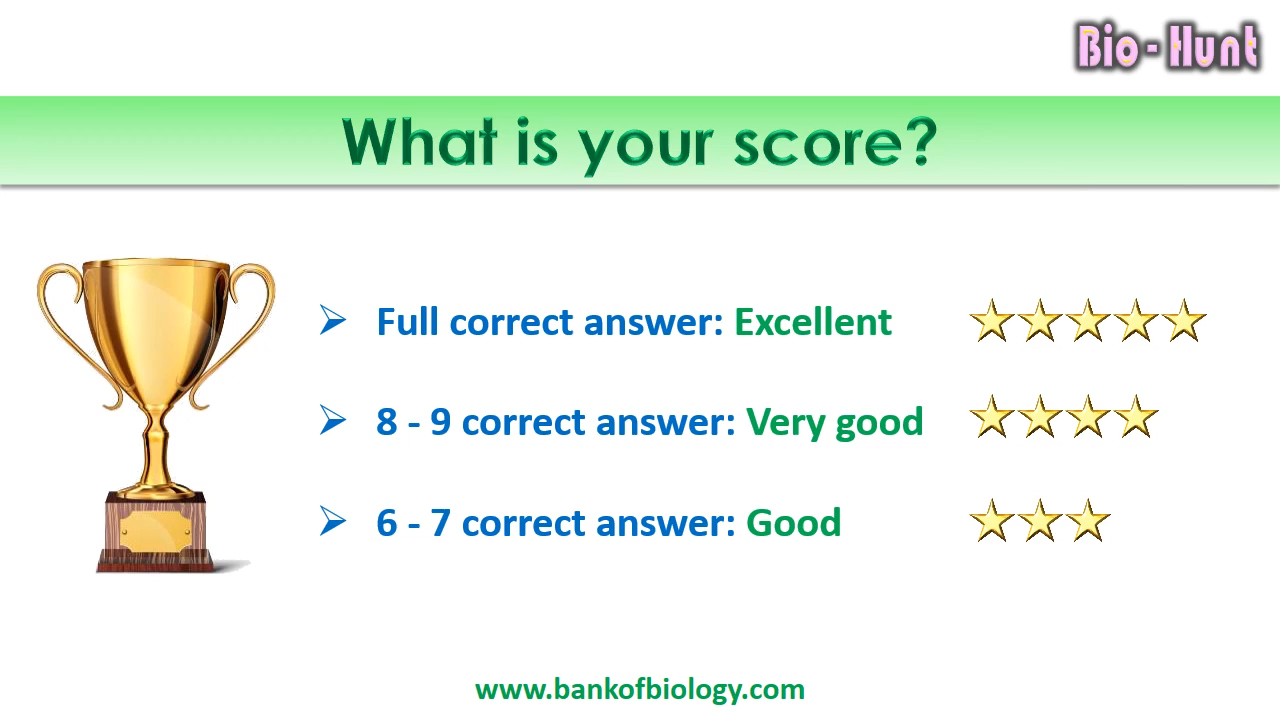 Bio - Hunt
What is your score?
Full correct answer: Excellent
8 - 9 correct answer: Very good
6 - 7 correct answer: Good
www.bankofbiology.com